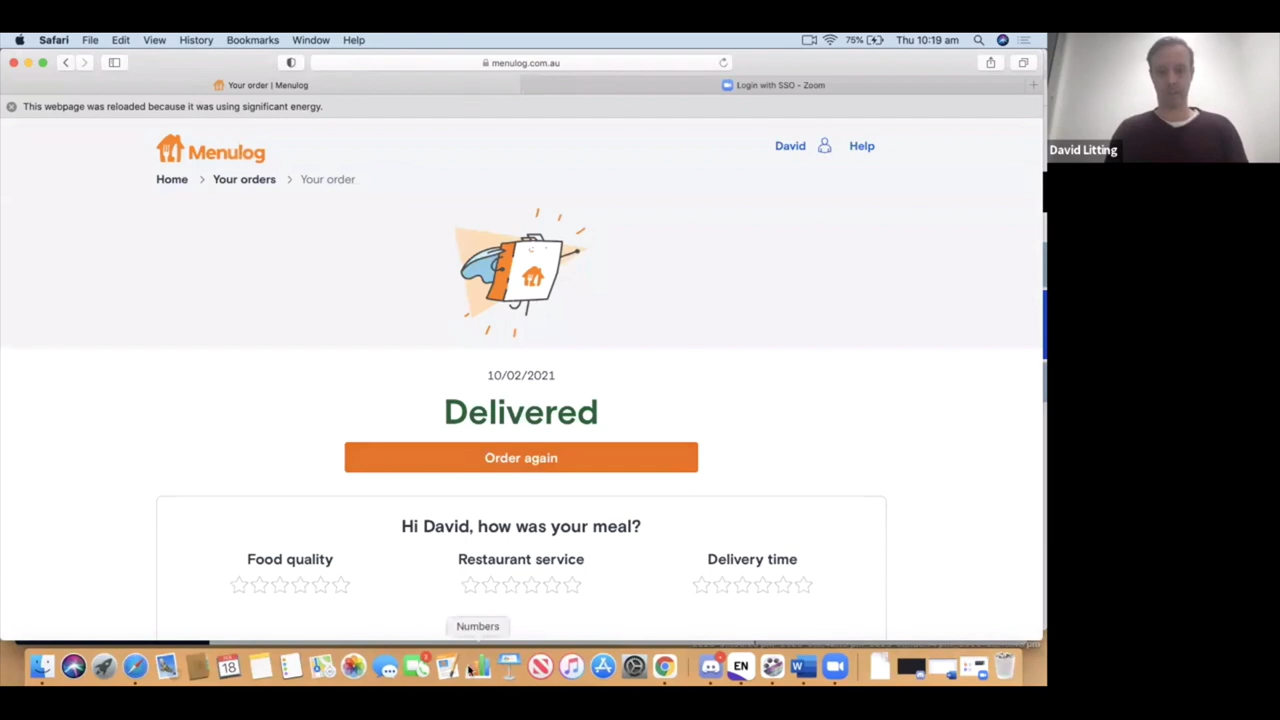 Safari File Edit View History Bookmarks Window Help 75% Thu 10:19 am
menulog.com.au
Your order | Menulog Login with SSO - Zoom
This webpage was reloaded because it was using significant energy.
Menulog David Help
Home > Your orders > Your order
10/02/2021
Delivered
Order again
Hi David, how was your meal?
Food quality Restaurant service Delivery time
Numbers
18 EN W
David Litting